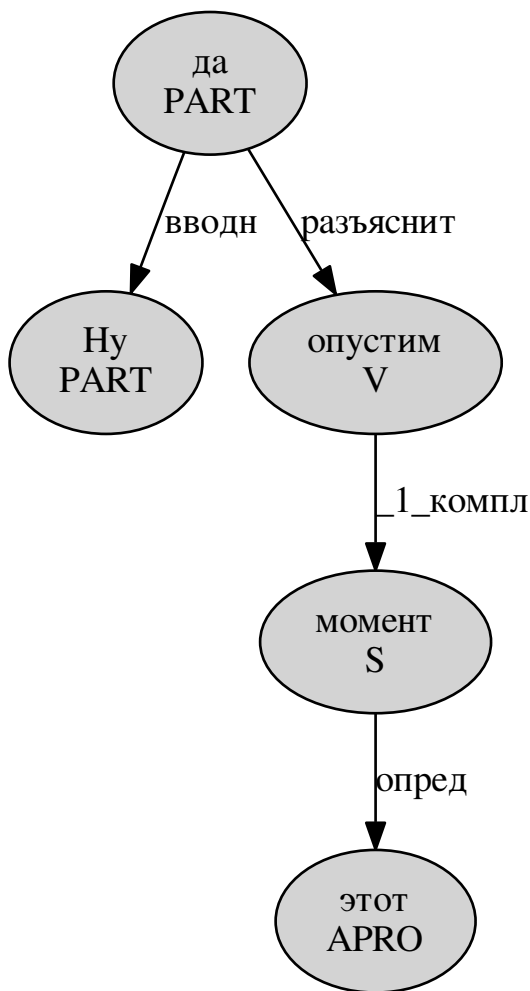 да
PART
вводн
разъяснит
Ну
PART
опустим
V
_1_компл
момент
S
опред
этот
APRO